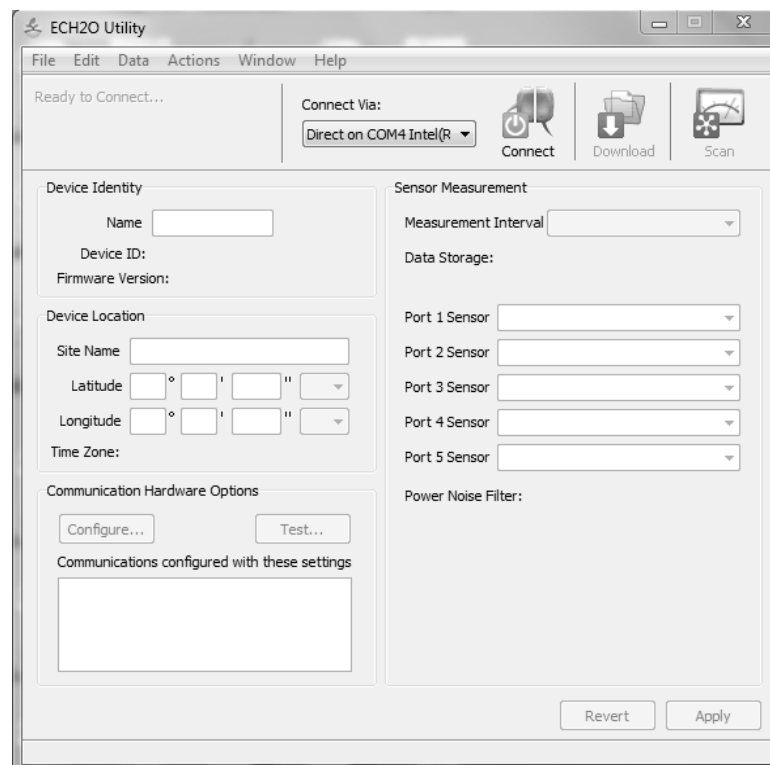 ECH2O Utility
File Edit Data Actions Window Help
Ready to Connect...
Connect Via:
Direct on COM4 Intel(R
Connect
Download
Scan
Device Identity
Name
Device ID:
Firmware Version:
Device Location
Site Name
Latitude ° ' "
Longitude ° ' "
Time Zone:
Communication Hardware Options
Configure... Test...
Communications configured with these settings
Sensor Measurement
Measurement Interval
Data Storage:
Port 1 Sensor
Port 2 Sensor
Port 3 Sensor
Port 4 Sensor
Port 5 Sensor
Power Noise Filter:
Revert Apply